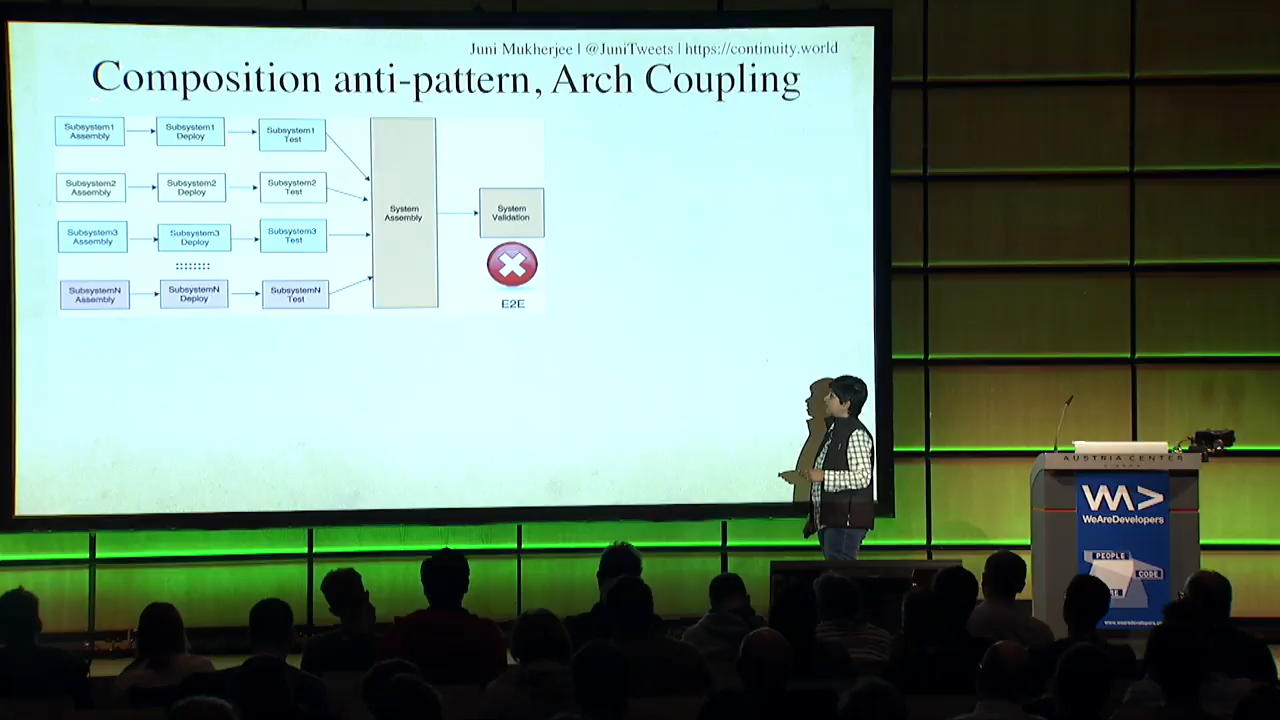 Juni Mukherjee | @JuniTweets | https://continuity.world
Composition anti-pattern, Arch Coupling
Subsystem1
Assembly
Subsystem1
Deploy
Subsystem1
Test
Subsystem2
Assembly
Subsystem2
Deploy
Subsystem2
Test
Subsystem3
Assembly
Subsystem3
Deploy
Subsystem3
Test
SubsystemN
Assembly
SubsystemN
Deploy
SubsystemN
Test
System
Assembly
System
Validation
E2E
AUSTRIA CENTER
WeAreDevelopers
PEOPLE
CODE